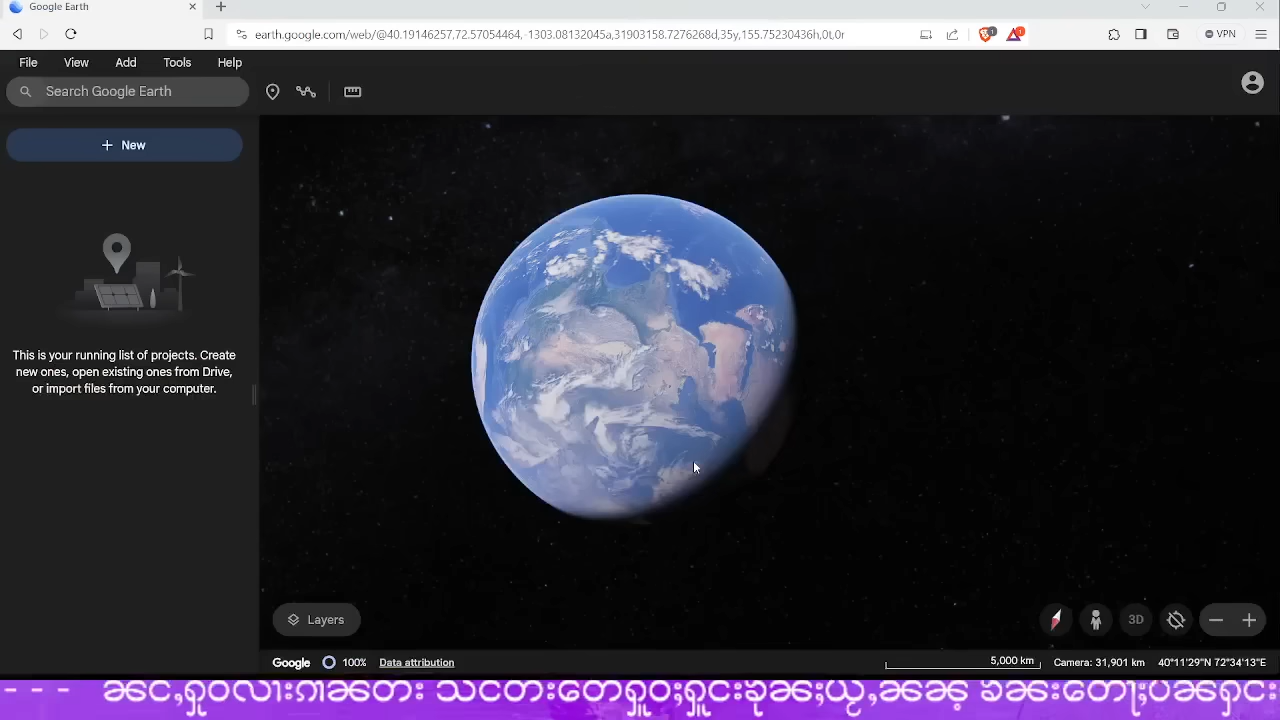 Google Earth
earth.google.com/web/@40.19146257,72.57054464,-1303.08132045a,31903158.7276268d,35y,155.75230436h,0t,0r
VPN
File View Add Tools Help
Search Google Earth
New
This is your running list of projects. Create
new ones, open existing ones from Drive,
or import files from your computer.
Layers
3D
Google 100% Data attribution 5,000 km Camera: 31,901 km 40°11'29"N 72°34'13"E